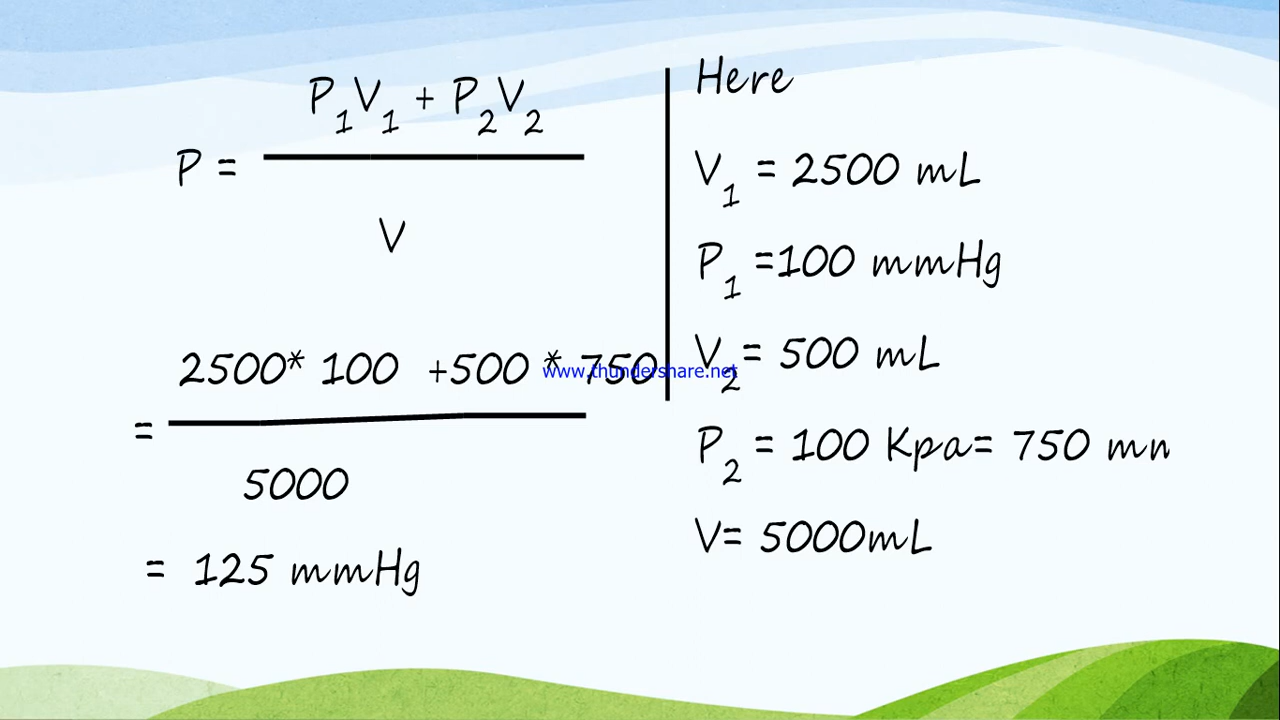 P₁V₁ + P₂V₂
P =
V
2500* 100 +500 * 750
=
5000
= 125 mmHg
Here
V₁ = 2500 mL
P₁ =100 mmHg
V₂ = 500 mL
P₂ = 100 Kpa= 750 mn
V= 5000mL
www.thundershare.net